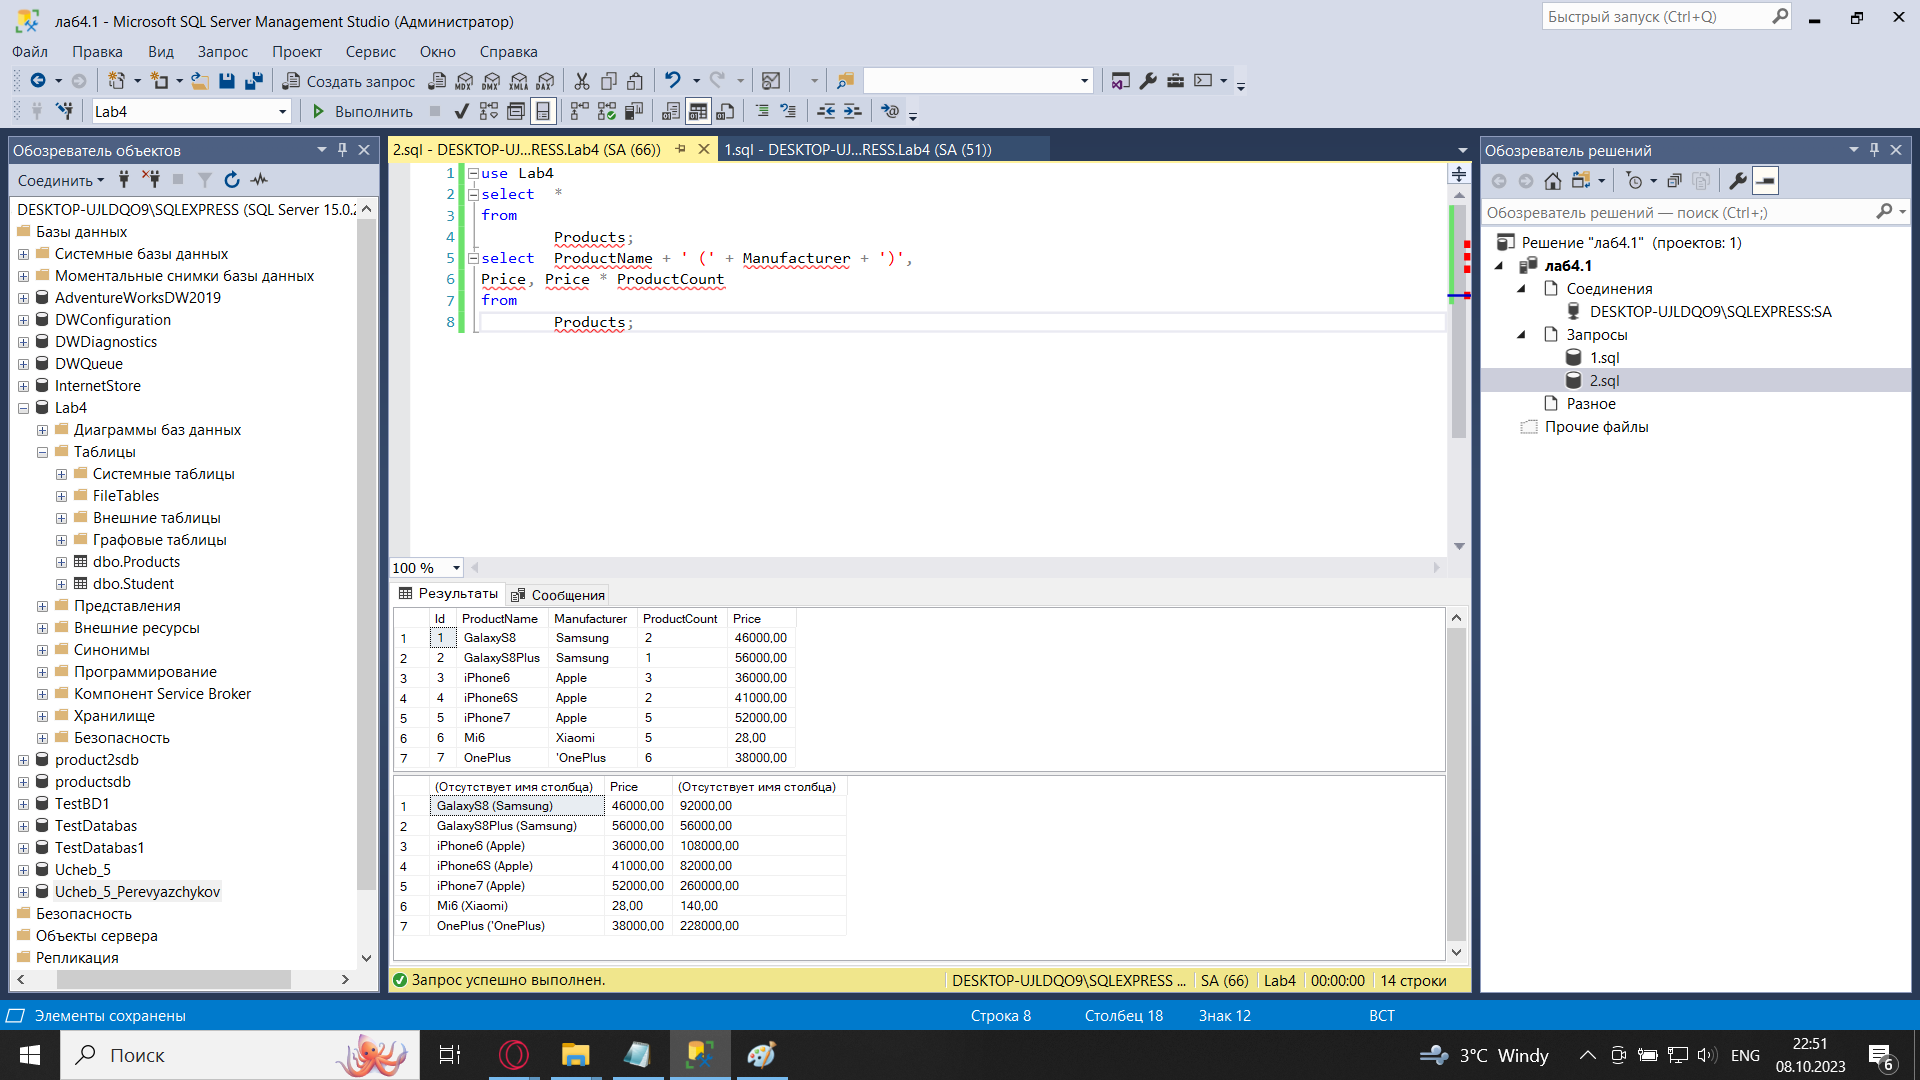 лаб4.1 - Microsoft SQL Server Management Studio (Администратор)
Быстрый запуск (Ctrl+Q)
Файл Правка Вид Запрос Проект Сервис Окно Справка
Создать запрос MDX DMX XMLA DAX
Lab4 Выполнить
Обозреватель объектов
Соединить
DESKTOP-UJLDQO9\SQLEXPRESS (SQL Server 15.0.2
Базы данных
Системные базы данных
Моментальные снимки базы данных
AdventureWorksDW2019
DWConfiguration
DWDiagnostics
DWQueue
InternetStore
Lab4
Диаграммы баз данных
Таблицы
Системные таблицы
FileTables
Внешние таблицы
Графовые таблицы
dbo.Products
dbo.Student
Представления
Внешние ресурсы
Синонимы
Программирование
Компонент Service Broker
Хранилище
Безопасность
product2sdb
productsdb
TestBD1
TestDatabas
TestDatabas1
Ucheb_5
Ucheb_5_Perevyazchykov
Безопасность
Объекты сервера
Репликация
2.sql - DESKTOP-UJ...RESS.Lab4 (SA (66)) 1.sql - DESKTOP-UJ...RESS.Lab4 (SA (51))
1 use Lab4
2 select *
3 from
4 Products;
5 select ProductName + ' (' + Manufacturer + ')',
6 Price, Price * ProductCount
7 from
8 Products;
100 %
Результаты Сообщения
Id ProductName Manufacturer ProductCount Price
1 1 GalaxyS8 Samsung 2 46000,00
2 2 GalaxyS8Plus Samsung 1 56000,00
3 3 iPhone6 Apple 3 36000,00
4 4 iPhone6S Apple 2 41000,00
5 5 iPhone7 Apple 5 52000,00
6 6 Mi6 Xiaomi 5 28,00
7 7 OnePlus 'OnePlus 6 38000,00
(Отсутствует имя столбца) Price (Отсутствует имя столбца)
1 GalaxyS8 (Samsung) 46000,00 92000,00
2 GalaxyS8Plus (Samsung) 56000,00 56000,00
3 iPhone6 (Apple) 36000,00 108000,00
4 iPhone6S (Apple) 41000,00 82000,00
5 iPhone7 (Apple) 52000,00 260000,00
6 Mi6 (Xiaomi) 28,00 140,00
7 OnePlus ('OnePlus) 38000,00 228000,00
Запрос успешно выполнен. DESKTOP-UJLDQO9\SQLEXPRESS ... SA (66) Lab4 00:00:00 14 строки
Обозреватель решений
Обозреватель решений — поиск (Ctrl+;)
Решение "лаб4.1" (проектов: 1)
лаб4.1
Соединения
DESKTOP-UJLDQO9\SQLEXPRESS:SA
Запросы
1.sql
2.sql
Разное
Прочие файлы
Элементы сохранены Строка 8 Столбец 18 Знак 12 ВСТ
Поиск
3°C Windy ENG 22:51
08.10.2023
6